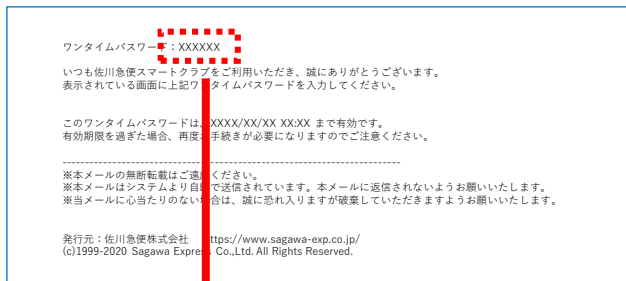 ワンタイムパスワード：XXXXXX
いつも佐川急便スマートクラブをご利用いただき、誠にありがとうございます。
表示されている画面に上記ワンタイムパスワードを入力してください。
このワンタイムパスワードは、XXXX/XX/XX XX:XX まで有効です。
有効期限を過ぎた場合、再度お手続きが必要になりますのでご注意ください。
---------------------------------------------------------------------------
※本メールの無断転載はご遠慮ください。
※本メールはシステムより自動で送信されています。本メールに返信されないようお願いいたします。
※当メールに心当たりのない場合は、誠に恐れ入りますが破棄していただきますようお願いいたします。
発行元：佐川急便株式会社 https://www.sagawa-exp.co.jp/
(c)1999-2020 Sagawa Express Co.,Ltd. All Rights Reserved.